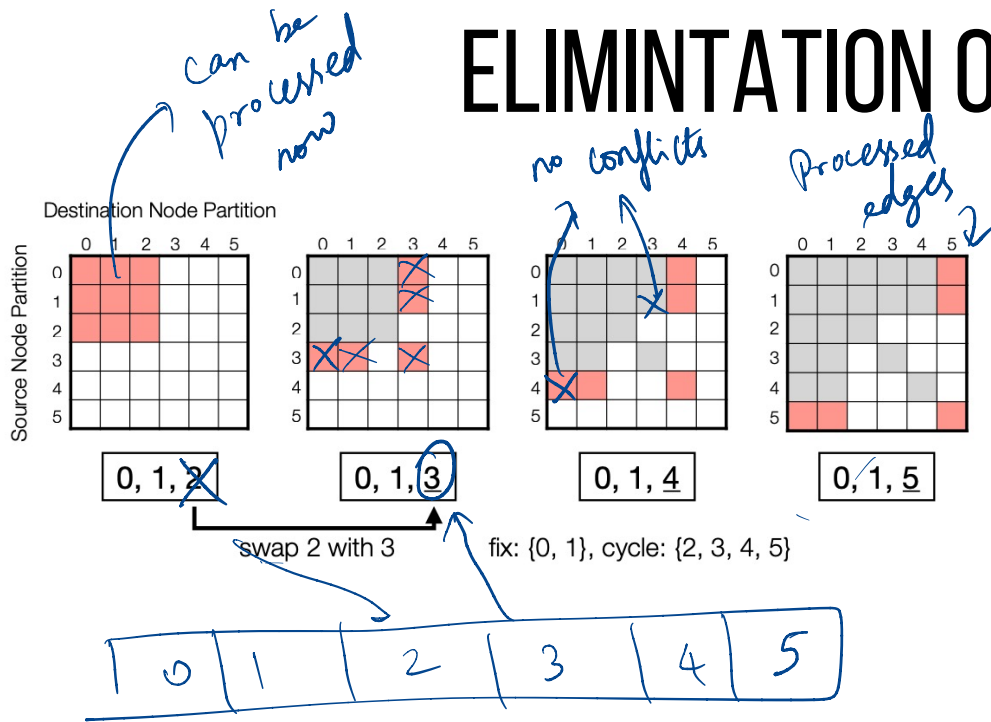 ELIMINTATION O
can be
processed
now
no conflicts
Processed
edges
Destination Node Partition
Source Node Partition
0 1 2 3 4 5
0
1
2
3
4
5
0 1 2 3 4 5
0
1
2
3
4
5
0 1 2 3 4 5
0
1
2
3
4
5
0 1 2 3 4 5
0
1
2
3
4
5
0, 1, 2
0, 1, 3
0, 1, 4
0, 1, 5
swap 2 with 3
fix: {0, 1}, cycle: {2, 3, 4, 5}
0 1 2 3 4 5